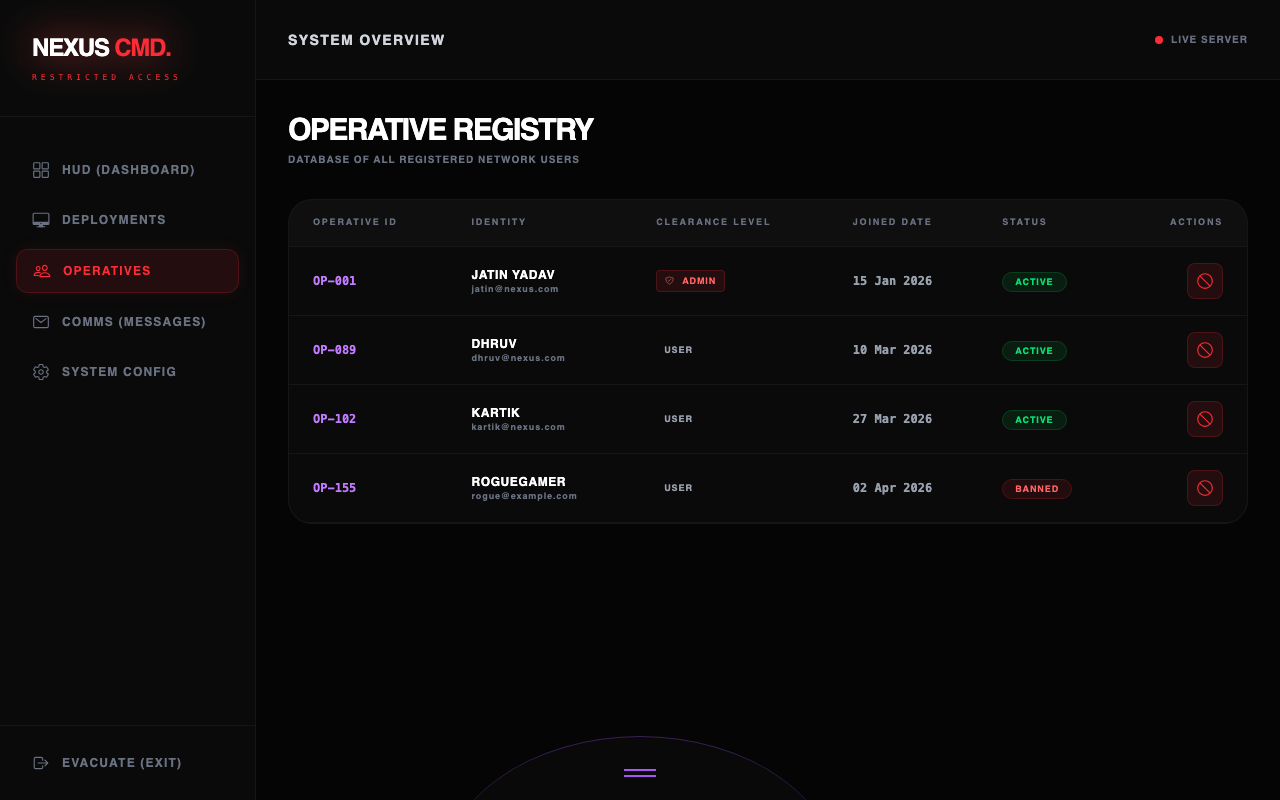 NEXUS CMD.
RESTRICTED ACCESS
HUD (DASHBOARD)
DEPLOYMENTS
OPERATIVES
COMMS (MESSAGES)
SYSTEM CONFIG
EVACUATE (EXIT)
SYSTEM OVERVIEW
LIVE SERVER
OPERATIVE REGISTRY
DATABASE OF ALL REGISTERED NETWORK USERS
OPERATIVE ID IDENTITY CLEARANCE LEVEL JOINED DATE STATUS ACTIONS
OP-001 JATIN YADAV ADMIN 15 Jan 2026 ACTIVE
jatin@nexus.com
OP-089 DHRUV USER 10 Mar 2026 ACTIVE
dhruv@nexus.com
OP-102 KARTIK USER 27 Mar 2026 ACTIVE
kartik@nexus.com
OP-155 ROGUEGAMER USER 02 Apr 2026 BANNED
rogue@example.com